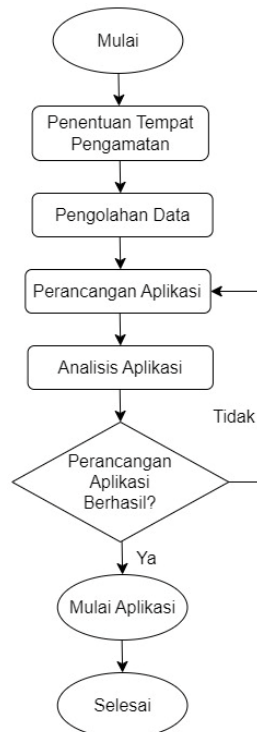 Mulai
Penentuan Tempat
Pengamatan
Pengolahan Data
Perancangan Aplikasi
Analisis Aplikasi
Tidak
Perancangan
Aplikasi
Berhasil?
Ya
Mulai Aplikasi
Selesai